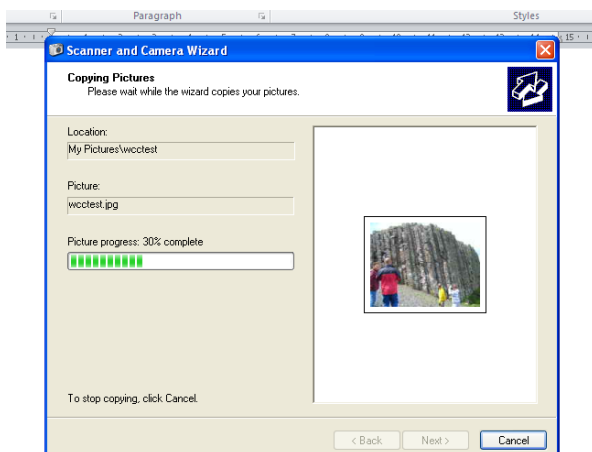 Paragraph
Styles
Scanner and Camera Wizard
Copying Pictures
Please wait while the wizard copies your pictures.
Location:
My Pictures\wcctest
Picture:
wcctest.jpg
Picture progress: 30% complete
To stop copying, click Cancel.
< Back
Next >
Cancel